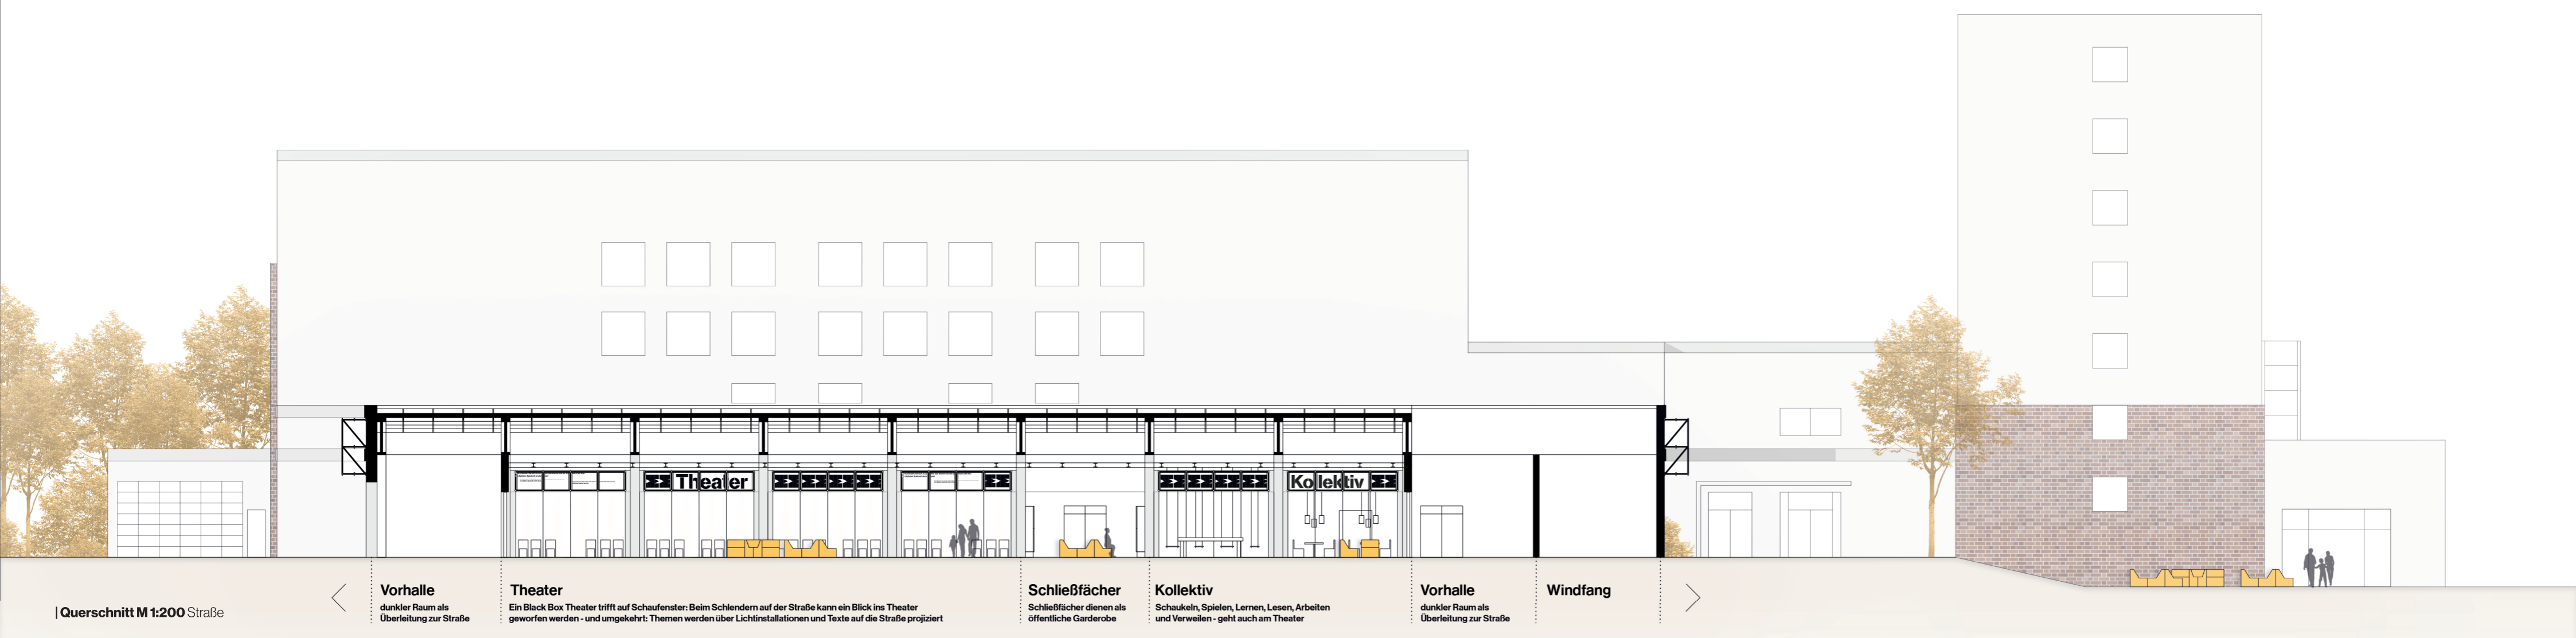 Theater
Kollektiv
Vorhalle
dunkler Raum als
Überleitung zur Straße
Theater
Ein Black Box Theater trifft auf Schaufenster: Beim Schlendern auf der Straße kann ein Blick ins Theater
geworfen werden - und umgekehrt: Themen werden über Lichtinstallationen und Texte auf die Straße projiziert
Schließfächer
Schließfächer dienen als
öffentliche Garderobe
Kollektiv
Schaukeln, Spielen, Lernen, Lesen, Arbeiten
und Verweilen - geht auch am Theater
Vorhalle
dunkler Raum als
Überleitung zur Straße
Windfang
| Querschnitt M 1:200 Straße